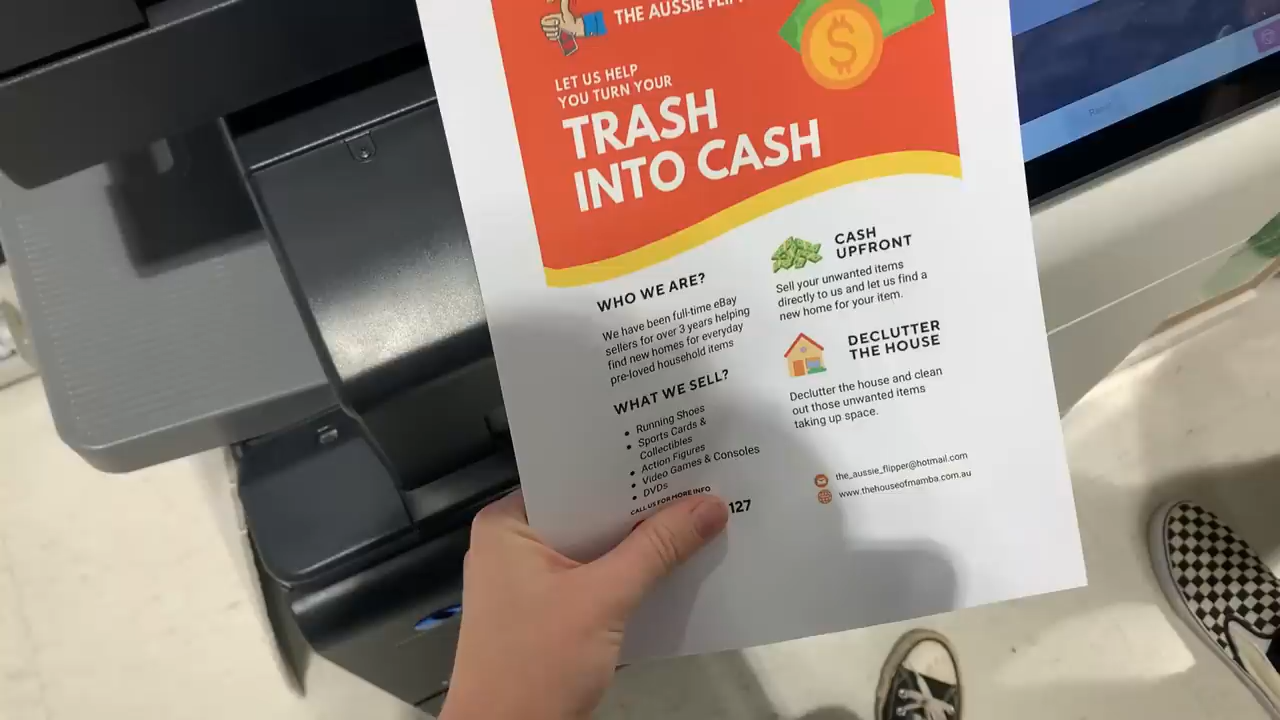 THE AUSSIE
LET US HELP
YOU TURN YOUR
TRASH
INTO CASH
WHO WE ARE?
We have been full-time eBay
sellers for over 3 years helping
find new homes for everyday
pre-loved household items
WHAT WE SELL?
Running Shoes
Sports Cards &
Collectibles
Action Figures
Video Games & Consoles
DVDs
CALL US FOR MORE INFO
127
CASH
UPFRONT
Sell your unwanted items
directly to us and let us find a
new home for your item.
DECLUTTER
THE HOUSE
Declutter the house and clean
out those unwanted items
taking up space.
the_aussie_flipper@hotmail.com
www.thehouseofmamba.com.au